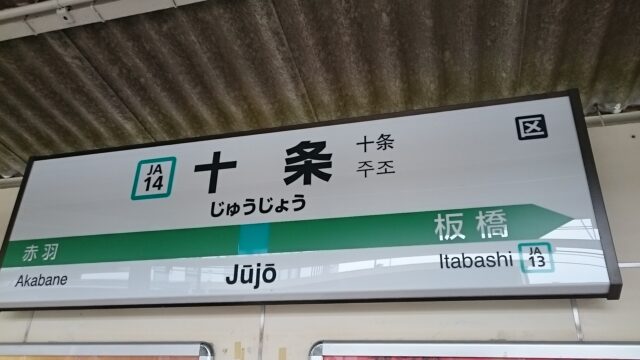 区
JA
14
十条
十条
주조
じゅうじょう
赤羽
板橋
Akabane
Jūjō
Itabashi
JA
13